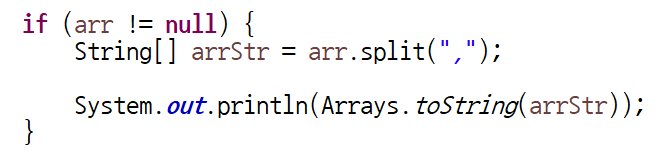 if (arr != null) {
    String[] arrStr = arr.split(",");

    System.out.println(Arrays.toString(arrStr));
}